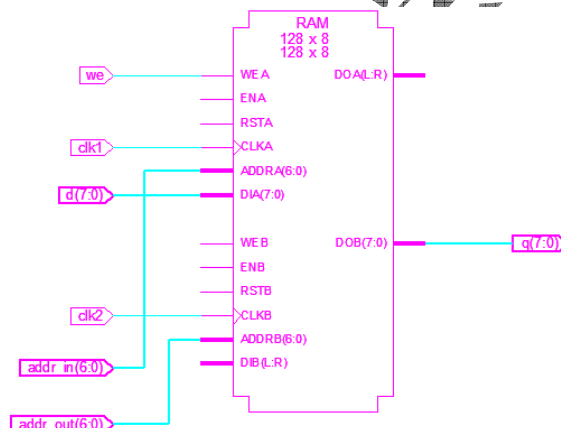 RAM
128 x 8
128 x 8
we
WEA
DOA(L:R)
ENA
RSTA
clk1
CLKA
ADDRA(6:0)
d(7:0)
DIA(7:0)
WEB
DOB(7:0)
q(7:0)
ENB
RSTB
clk2
CLKB
ADDRB(6:0)
addr_in(6:0)
DIB(L:R)
addr_out(6:0)